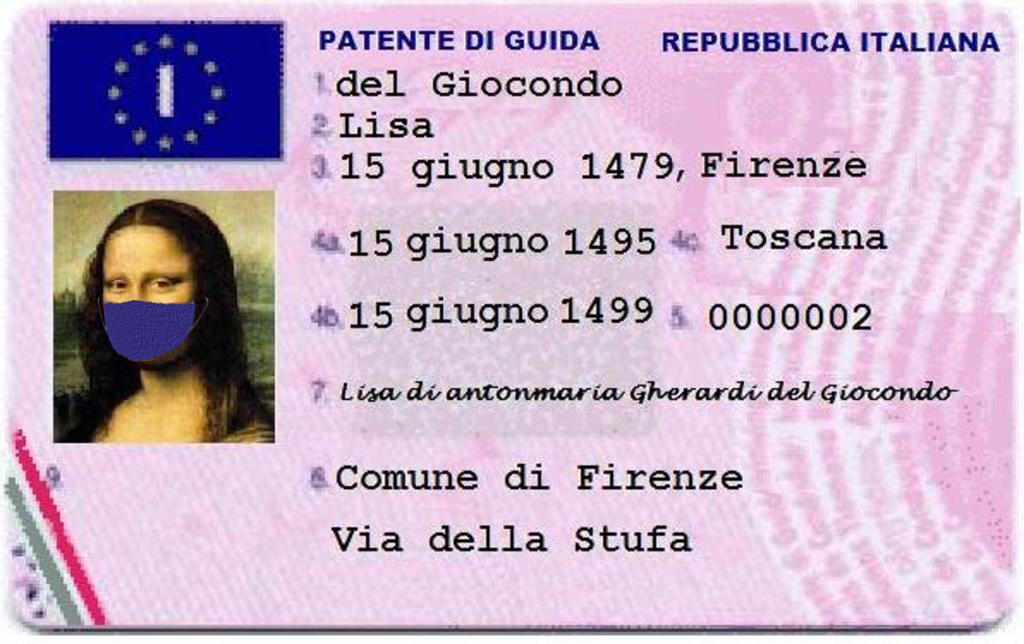 PATENTE DI GUIDA REPUBBLICA ITALIANA
I
1. del Giocondo
2. Lisa
3. 15 giugno 1479, Firenze
4a. 15 giugno 1495 4c. Toscana
4b. 15 giugno 1499 5. 0000002
7. Lisa di antonmaria Gherardi del Giocondo
9.
8. Comune di Firenze
Via della Stufa